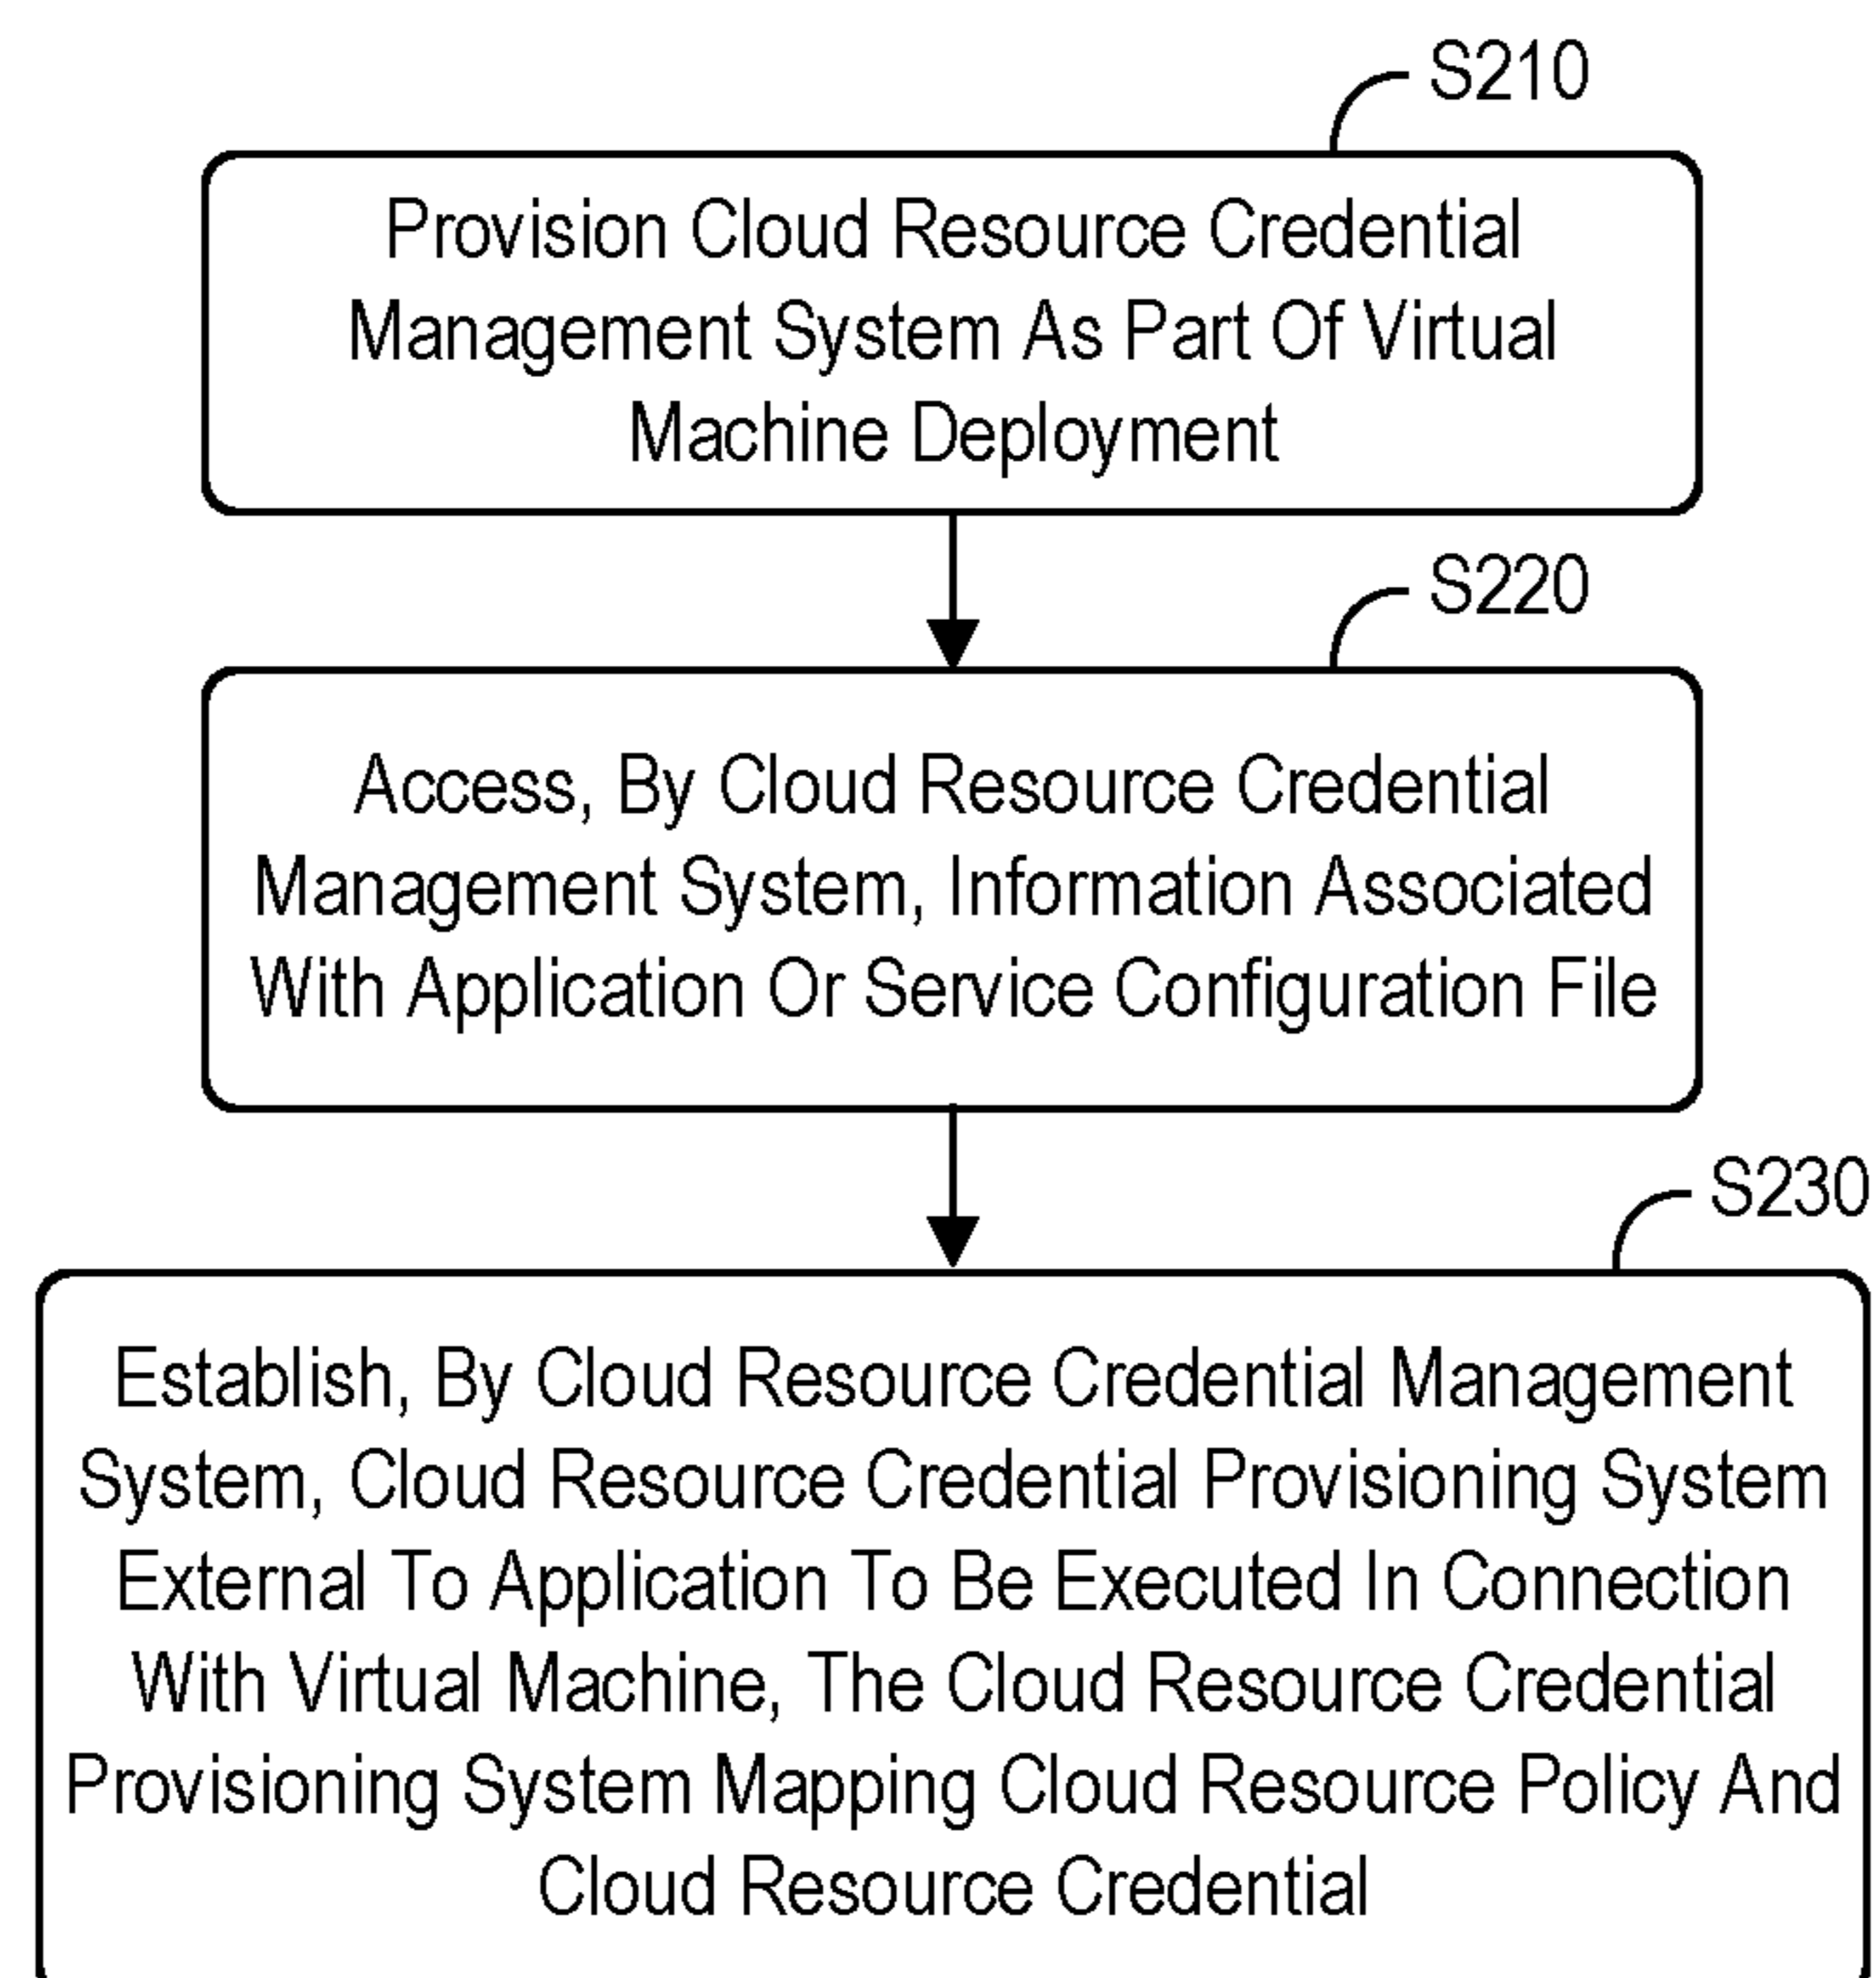 S210
Provision Cloud Resource Credential
Management System As Part Of Virtual
Machine Deployment
S220
Access, By Cloud Resource Credential
Management System, Information Associated
With Application Or Service Configuration File
S230
Establish, By Cloud Resource Credential Management
System, Cloud Resource Credential Provisioning System
External To Application To Be Executed In Connection
With Virtual Machine, The Cloud Resource Credential
Provisioning System Mapping Cloud Resource Policy And
Cloud Resource Credential